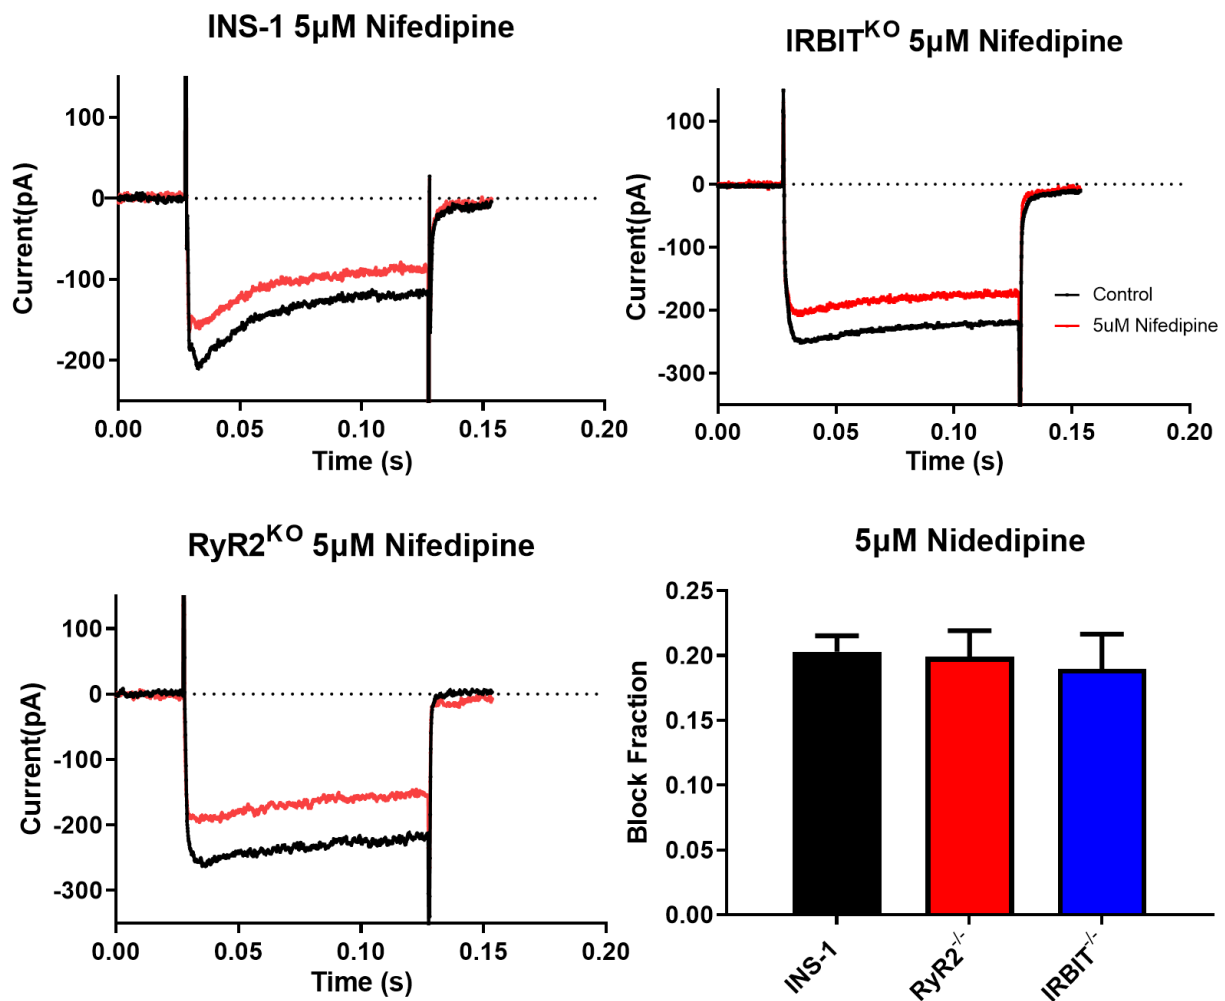 INS-1 5µM Nifedipine
100
0
-100
-200
Current(pA)
0.00 0.05 0.10 0.15 0.20
Time (s)
IRBITKO 5µM Nifedipine
100
0
-100
-200
-300
Current(pA)
Control
5uM Nifedipine
0.00 0.05 0.10 0.15 0.20
Time (s)
RyR2KO 5µM Nifedipine
100
0
-100
-200
-300
Current(pA)
0.00 0.05 0.10 0.15 0.20
Time (s)
5µM Nidedipine
0.25
0.20
0.15
0.10
0.05
0.00
Block Fraction
INS-1
RyR2-/-
IRBIT-/-